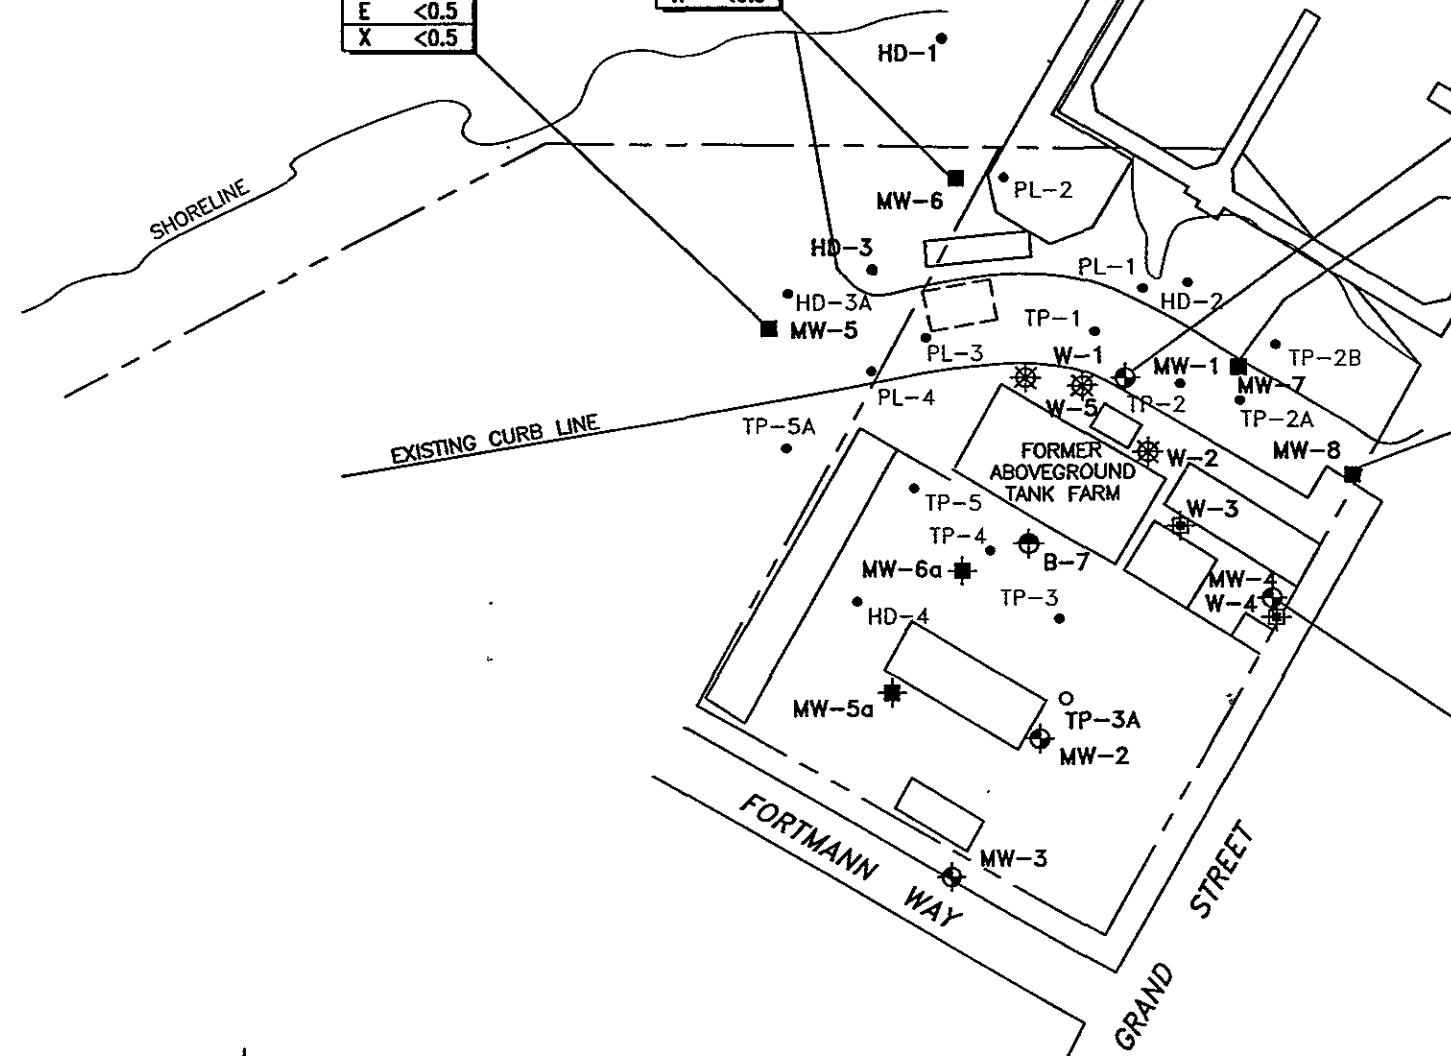 E <0.5
X <0.5
HD-1
SHORELINE
MW-6
PL-2
HD-3
PL-1
HD-3A
HD-2
MW-5
TP-1
PL-3
W-1
MW-1
TP-2B
MW-7
PL-4
W-5
TP-2
TP-2A
EXISTING CURB LINE
TP-5A
MW-8
FORMER
ABOVEGROUND
TANK FARM
W-2
TP-5
W-3
TP-4
B-7
MW-6a
MW-4
TP-3
W-4
HD-4
MW-5a
TP-3A
MW-2
FORTMANN WAY
MW-3
GRAND STREET